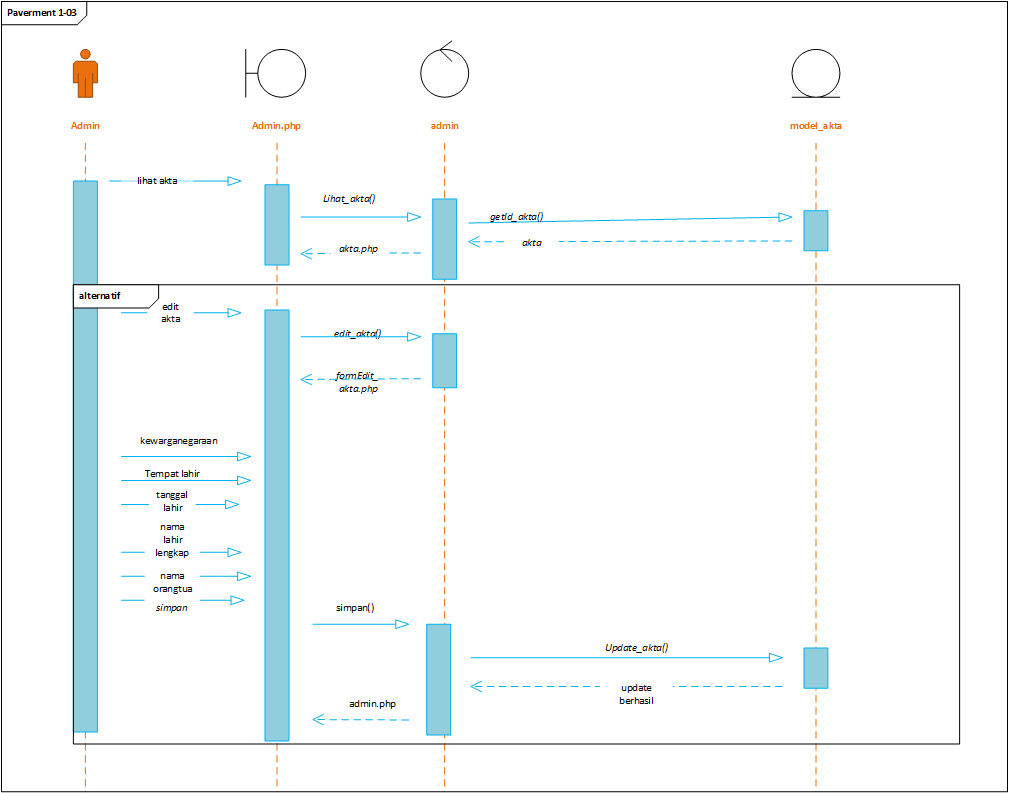 Paverment 1-03
Admin
Admin.php
admin
model_akta
lihat akta
Lihat_akta()
getId_akta()
akta
akta.php
alternatif
edit
akta
edit_akta()
formEdit_
akta.php
kewarganegaraan
Tempat lahir
tanggal
lahir
nama
lahir
lengkap
nama
orangtua
simpan
simpan()
Update_akta()
update
berhasil
admin.php